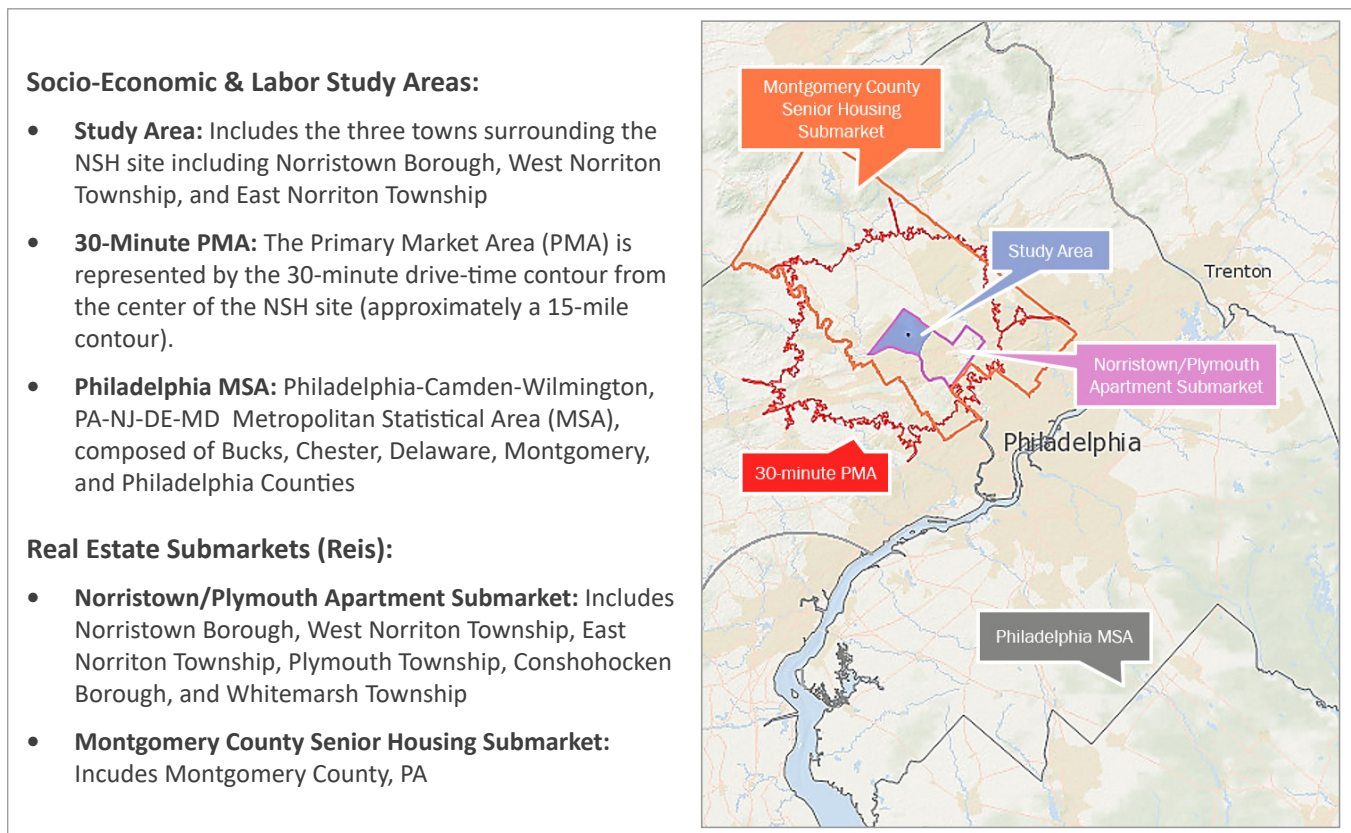 Socio-Economic & Labor Study Areas:
• Study Area: Includes the three towns surrounding the
NSH site including Norristown Borough, West Norriton
Township, and East Norriton Township
• 30-Minute PMA: The Primary Market Area (PMA) is
represented by the 30-minute drive-time contour from
the center of the NSH site (approximately a 15-mile
contour).
• Philadelphia MSA: Philadelphia-Camden-Wilmington,
PA-NJ-DE-MD Metropolitan Statistical Area (MSA),
composed of Bucks, Chester, Delaware, Montgomery,
and Philadelphia Counties
Real Estate Submarkets (Reis):
• Norristown/Plymouth Apartment Submarket: Includes
Norristown Borough, West Norriton Township, East
Norriton Township, Plymouth Township, Conshohocken
Borough, and Whitemarsh Township
• Montgomery County Senior Housing Submarket:
Incudes Montgomery County, PA
Montgomery County
Senior Housing
Submarket
Study Area
Trenton
Norristown/Plymouth
Apartment Submarket
Philadelphia
30-minute PMA
Philadelphia MSA